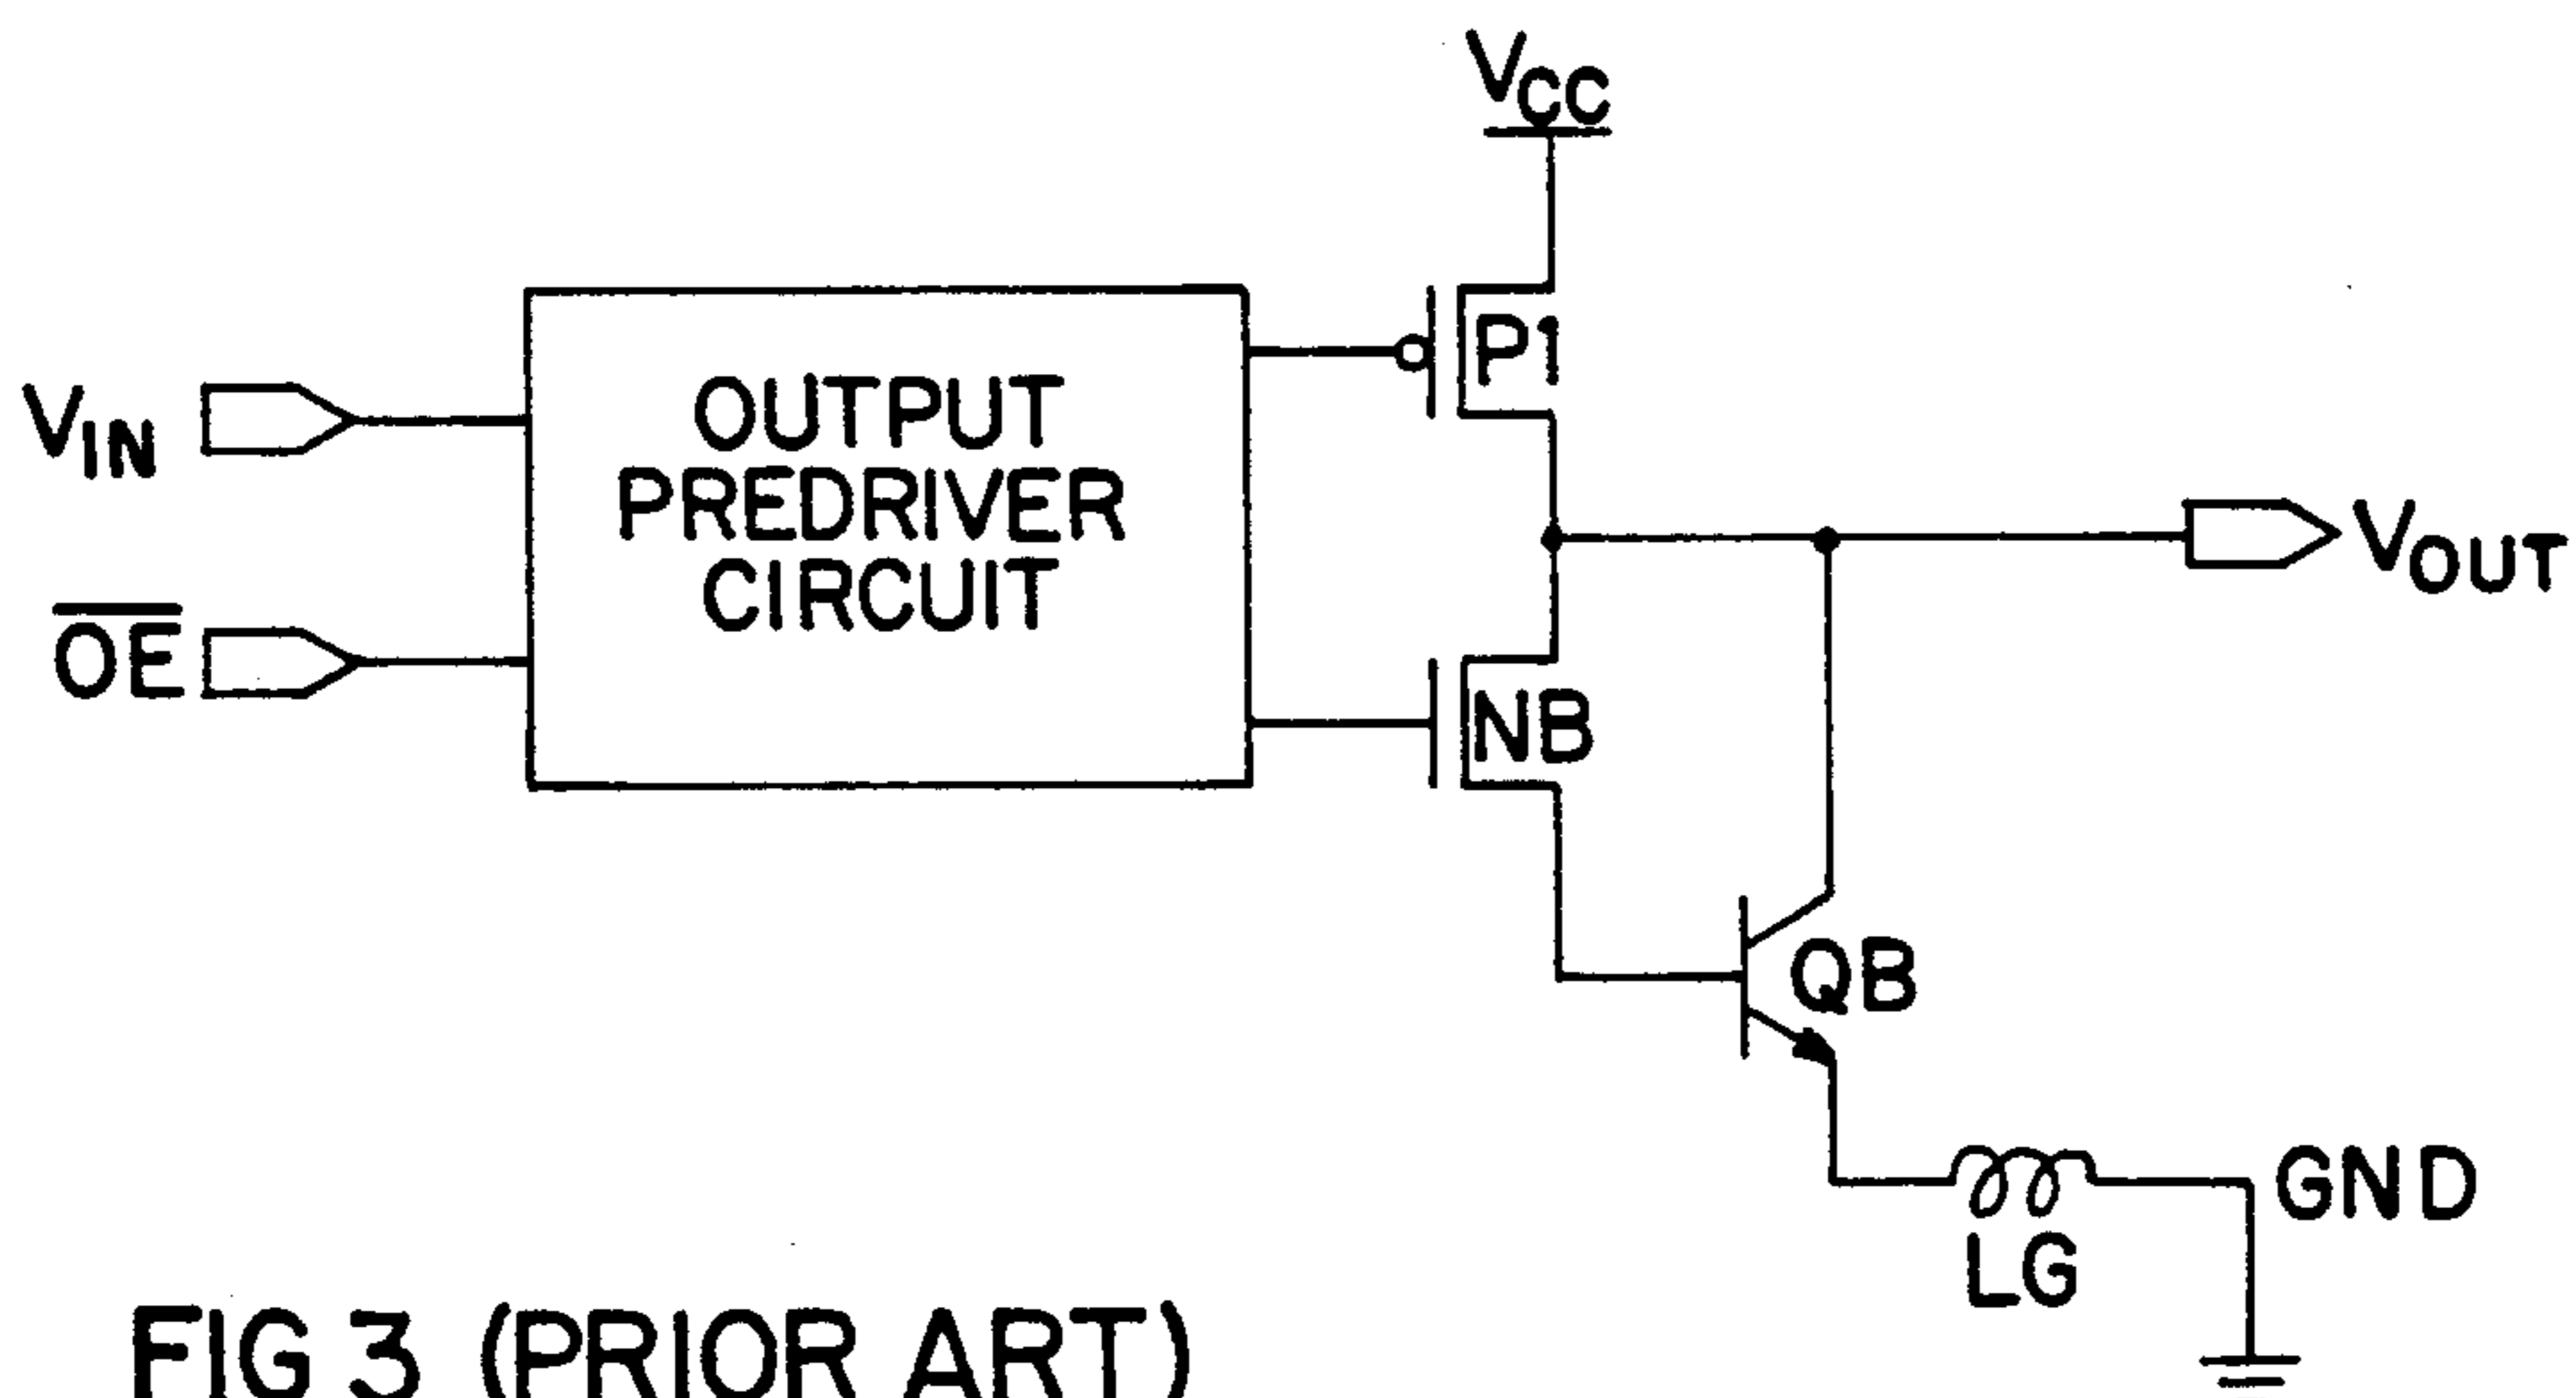 VCC
P1
OUTPUT
PREDRIVER
CIRCUIT
VIN
OE
VOUT
NB
QB
GND
LG
FIG 3 (PRIOR ART)